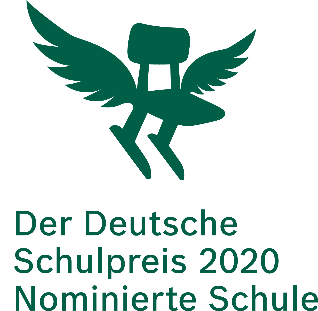 Der Deutsche
Schulpreis 2020
Nominierte Schule